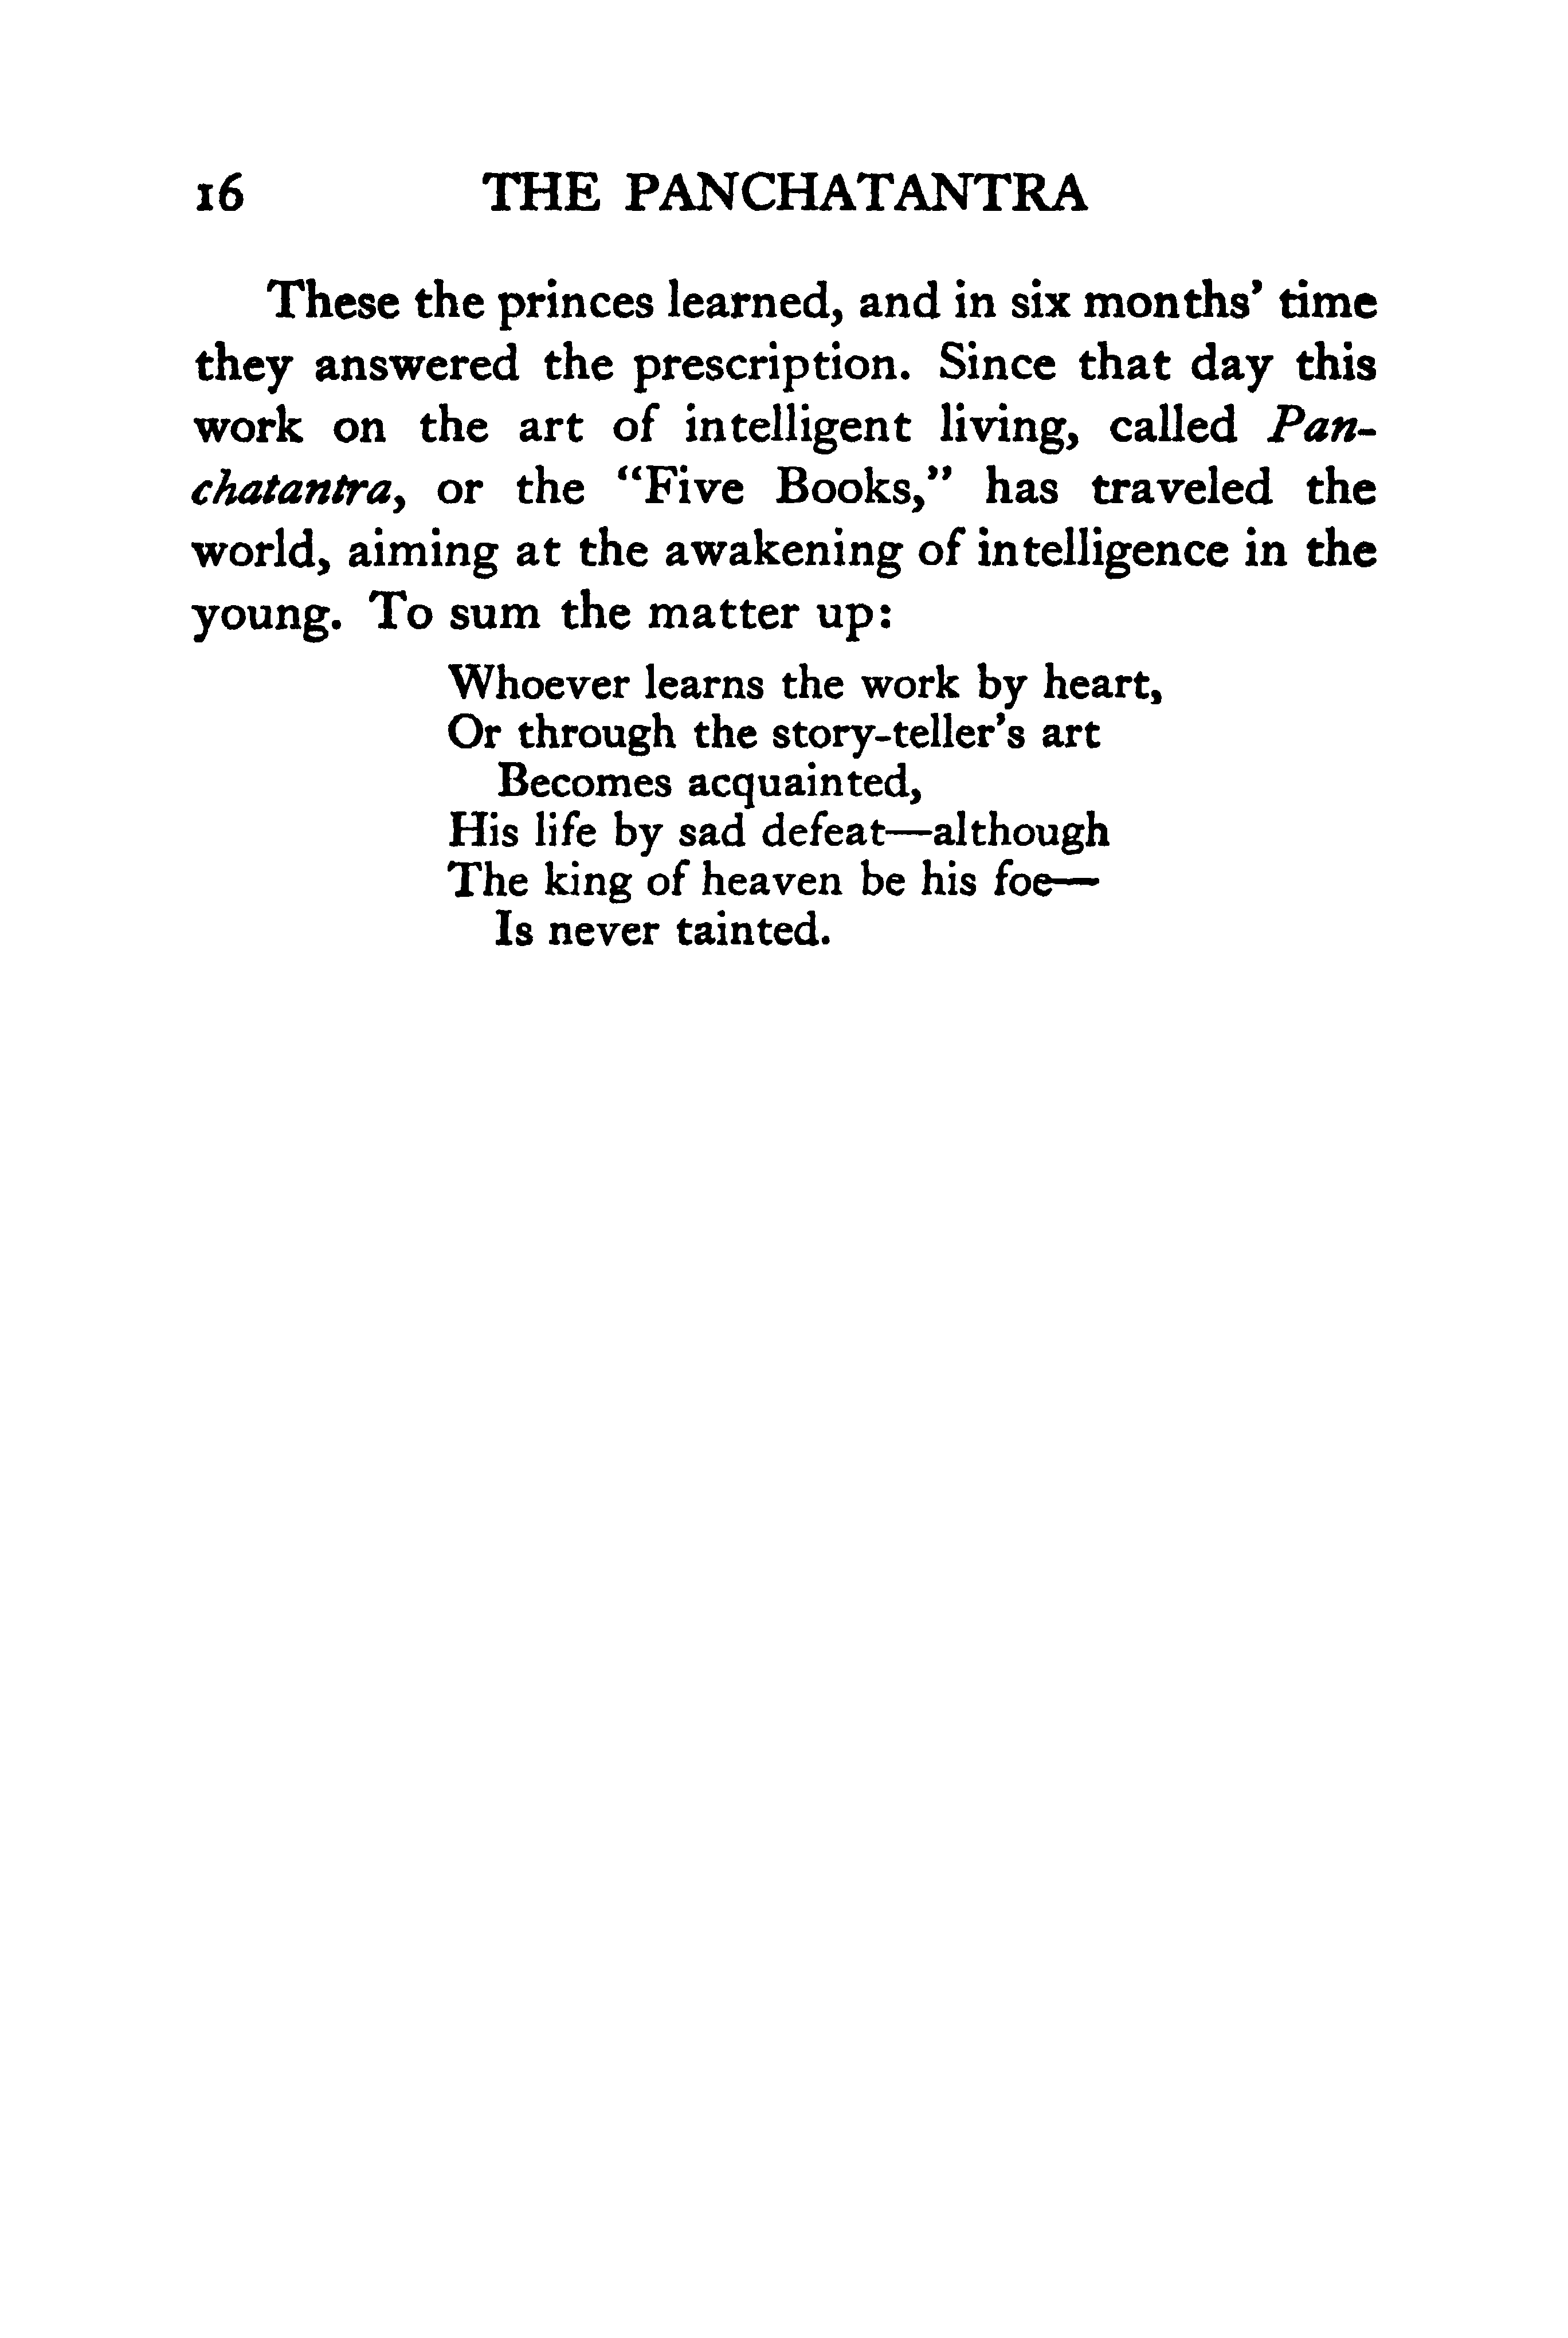 16 THE PANCHATANTRA
These the princes learned, and in six months’ time
they answered the prescription. Since that day this
work on the art of intelligent living, called Pan-
chatantra, or the “Five Books,” has traveled the
world, aiming at the awakening of intelligence in the
young. To sum the matter up:
Whoever learns the work by heart,
Or through the story-teller’s art
Becomes acquainted,
His life by sad defeat—although
The king of heaven be his foe—
Is never tainted.